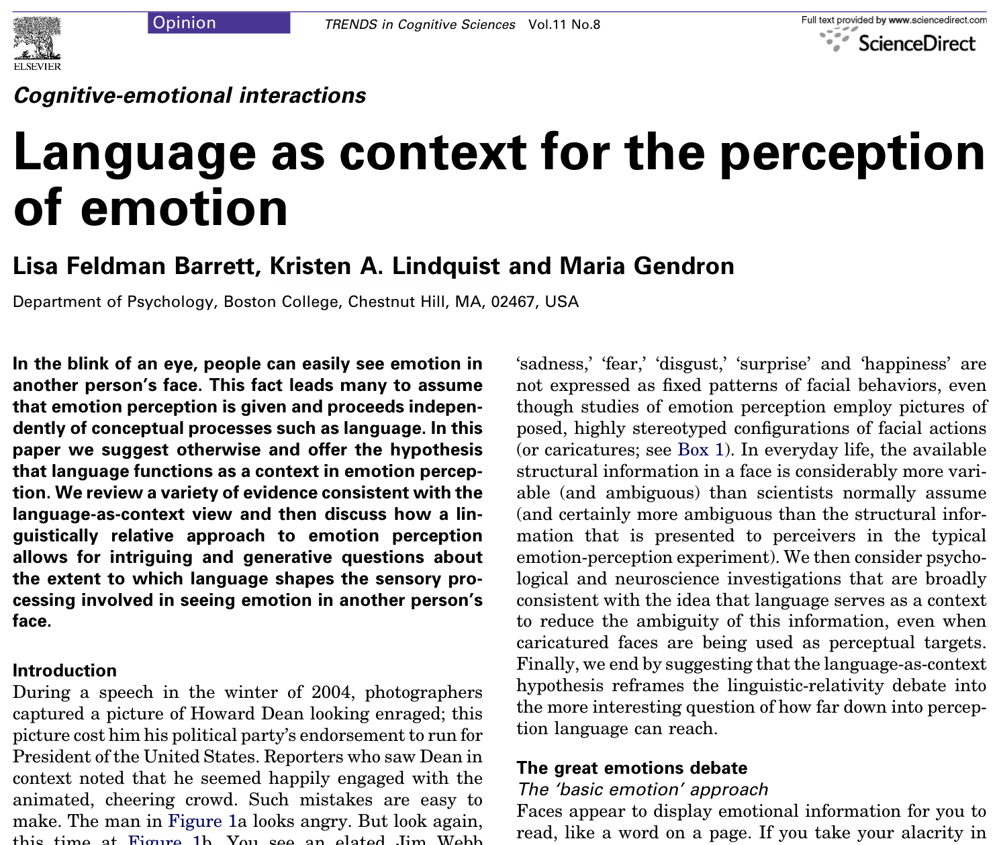 Opinion
TRENDS in Cognitive Sciences Vol.11 No.8
Full text provided by www.sciencedirect.com
ScienceDirect
ELSEVIER
Cognitive-emotional interactions
Language as context for the perception
of emotion
Lisa Feldman Barrett, Kristen A. Lindquist and Maria Gendron
Department of Psychology, Boston College, Chestnut Hill, MA, 02467, USA
In the blink of an eye, people can easily see emotion in
another person's face. This fact leads many to assume
that emotion perception is given and proceeds indepen-
dently of conceptual processes such as language. In this
paper we suggest otherwise and offer the hypothesis
that language functions as a context in emotion percep-
tion. We review a variety of evidence consistent with the
language-as-context view and then discuss how a lin-
guistically relative approach to emotion perception
allows for intriguing and generative questions about
the extent to which language shapes the sensory pro-
cessing involved in seeing emotion in another person's
face.
Introduction
During a speech in the winter of 2004, photographers
captured a picture of Howard Dean looking enraged; this
picture cost him his political party's endorsement to run for
President of the United States. Reporters who saw Dean in
context noted that he seemed happily engaged with the
animated, cheering crowd. Such mistakes are easy to
make. The man in Figure 1a looks angry. But look again,
this time at Figure 1b. You see an elated Jim Webb
'sadness,' 'fear,' 'disgust,' 'surprise' and 'happiness' are
not expressed as fixed patterns of facial behaviors, even
though studies of emotion perception employ pictures of
posed, highly stereotyped configurations of facial actions
(or caricatures; see Box 1). In everyday life, the available
structural information in a face is considerably more vari-
able (and ambiguous) than scientists normally assume
(and certainly more ambiguous than the structural infor-
mation that is presented to perceivers in the typical
emotion-perception experiment). We then consider psycho-
logical and neuroscience investigations that are broadly
consistent with the idea that language serves as a context
to reduce the ambiguity of this information, even when
caricatured faces are being used as perceptual targets.
Finally, we end by suggesting that the language-as-context
hypothesis reframes the linguistic-relativity debate into
the more interesting question of how far down into percep-
tion language can reach.
The great emotions debate
The 'basic emotion' approach
Faces appear to display emotional information for you to
read, like a word on a page. If you take your alacrity in